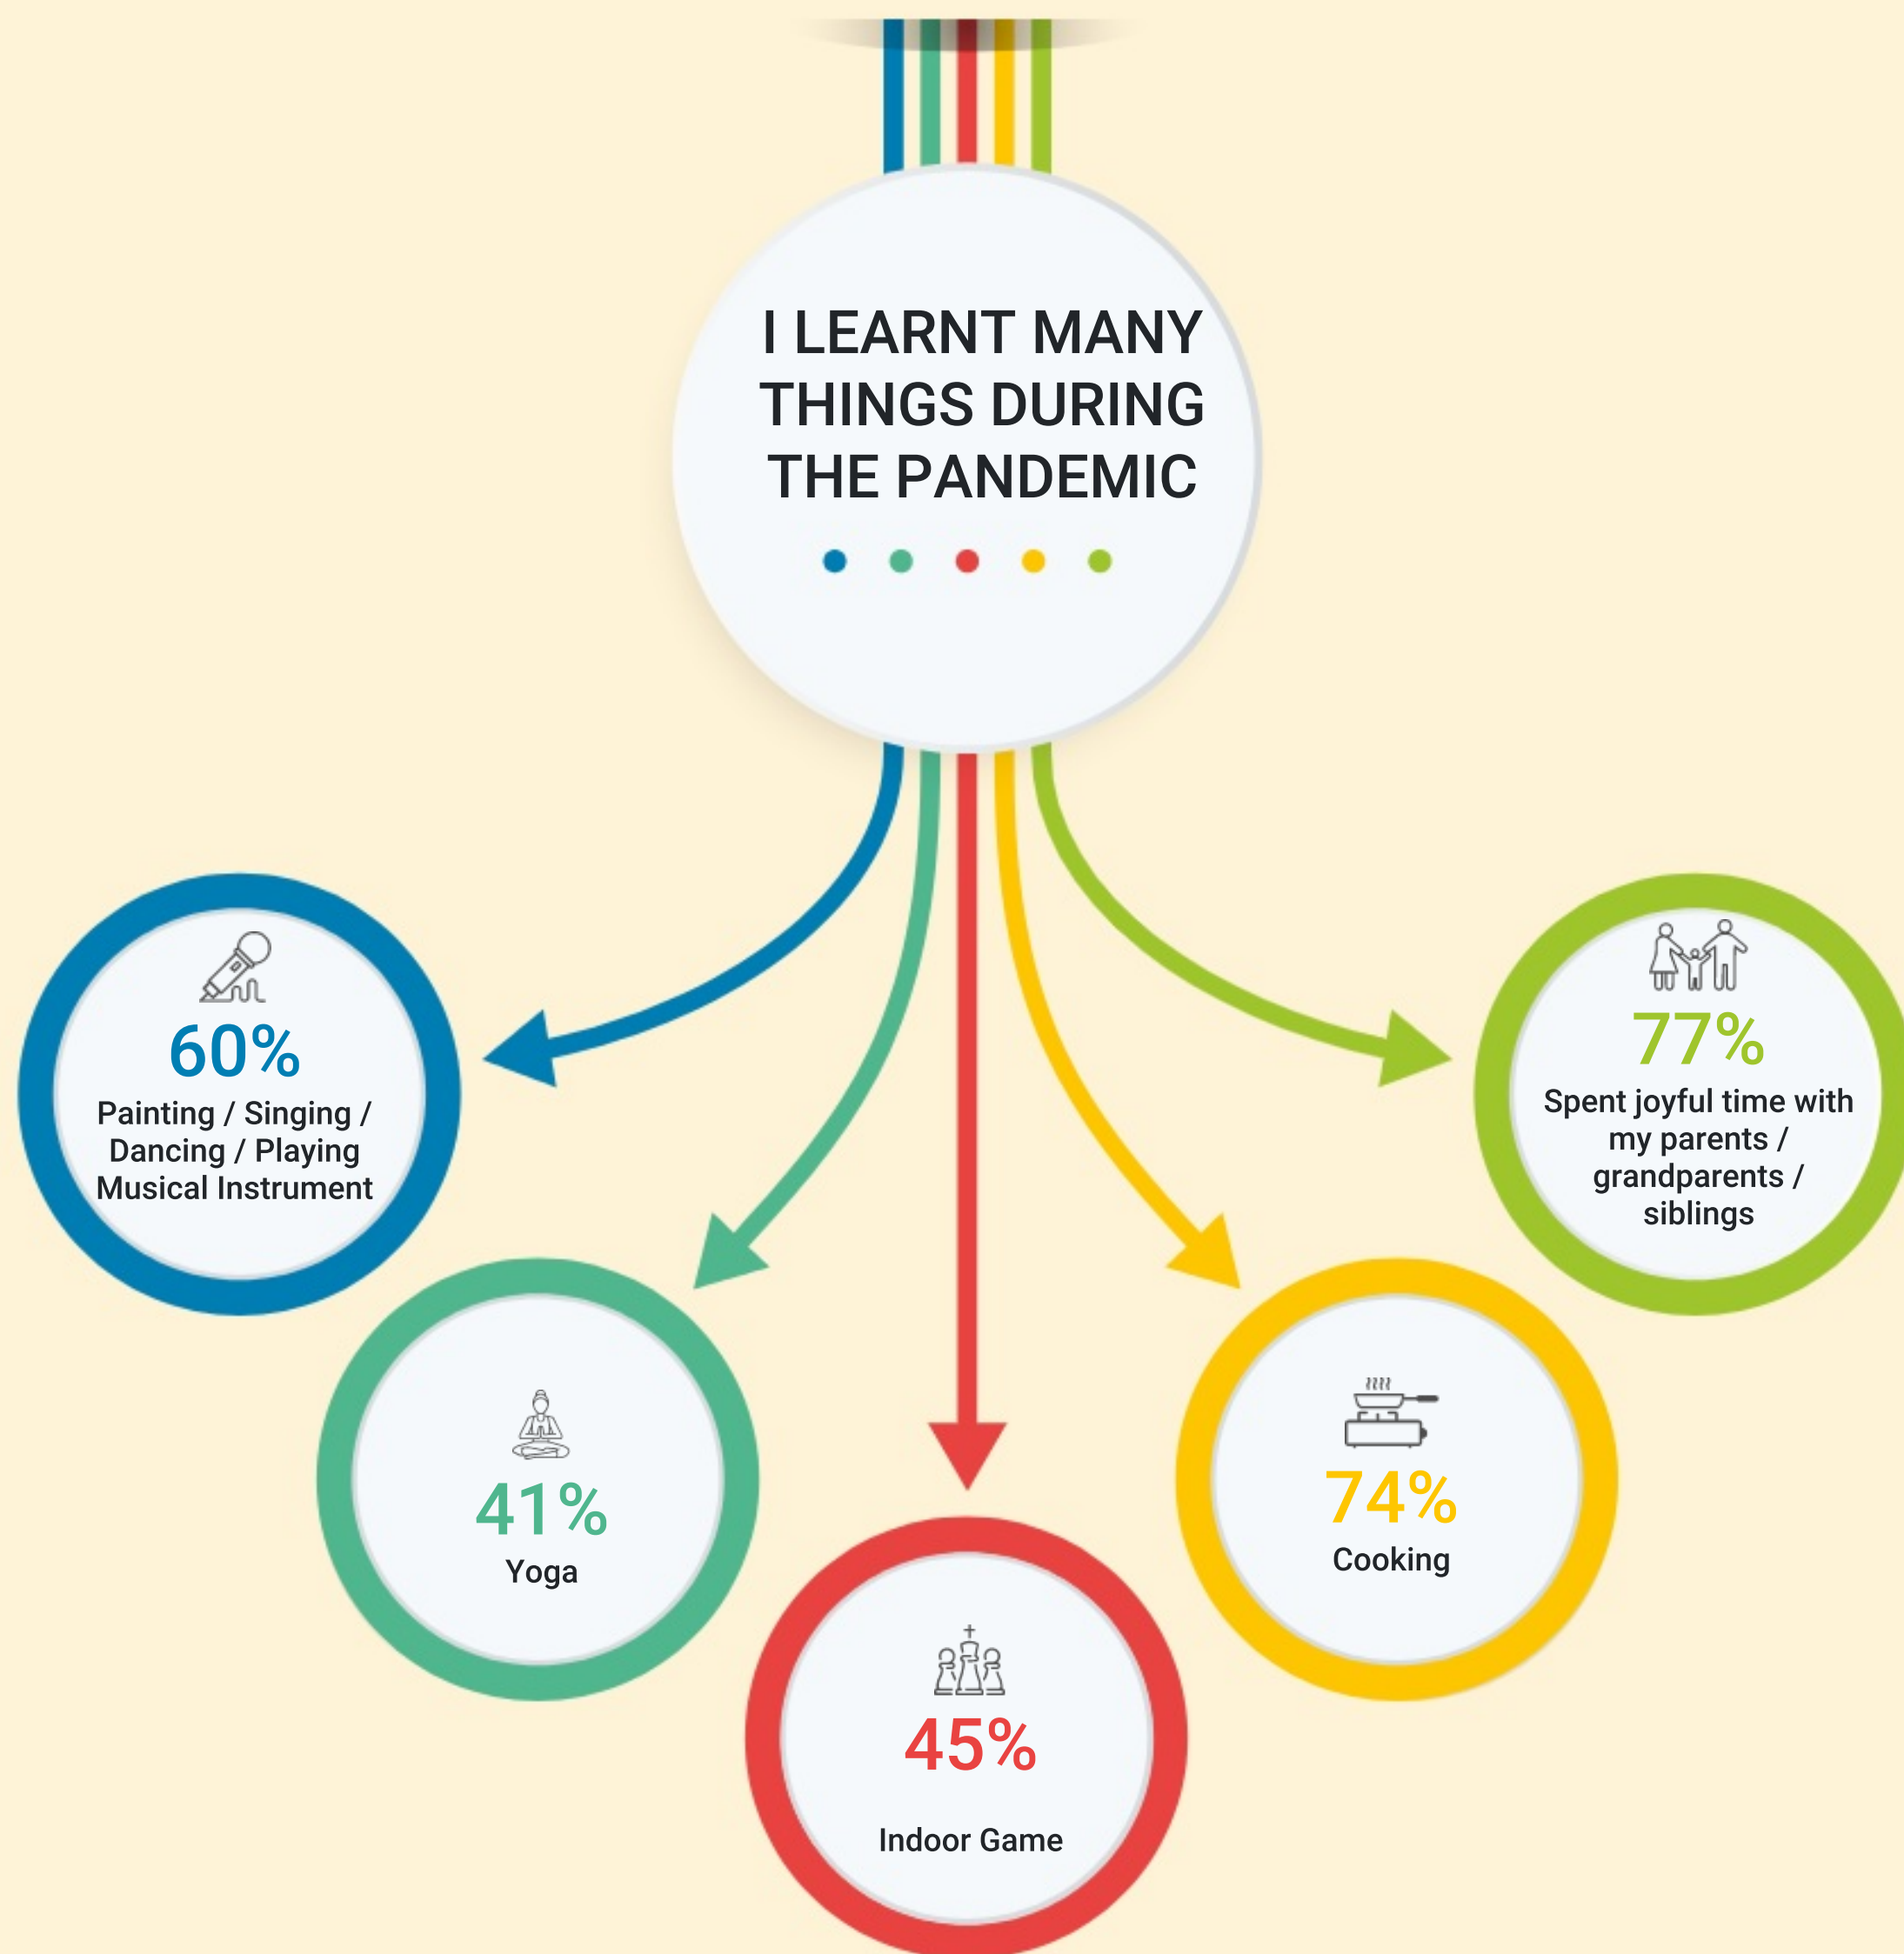 I LEARNT MANY
THINGS DURING
THE PANDEMIC
60%
Painting / Singing /
Dancing / Playing
Musical Instrument
41%
Yoga
45%
Indoor Game
74%
Cooking
77%
Spent joyful time with
my parents /
grandparents /
siblings